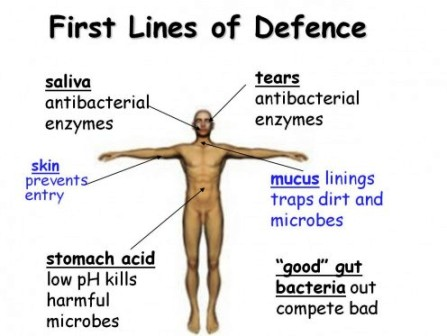 First Lines of Defence
saliva
antibacterial
enzymes
tears
antibacterial
enzymes
skin
prevents
entry
mucus linings
traps dirt and
microbes
stomach acid
low pH kills
harmful
microbes
“good” gut
bacteria out
compete bad